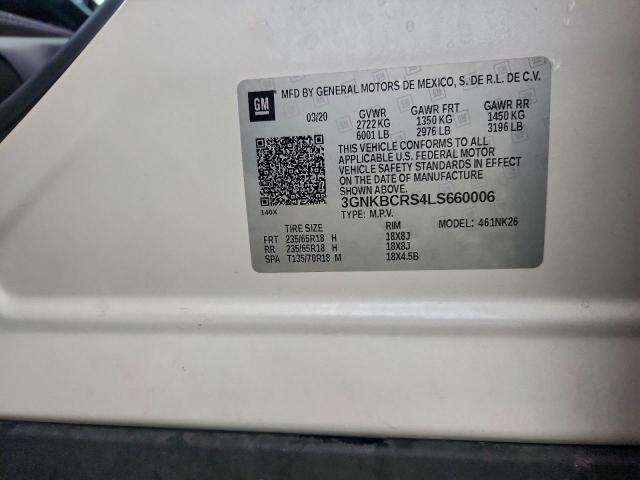 GM
MFD BY GENERAL MOTORS DE MEXICO, S. DE R.L. DE C.V.
03/20 GVWR GAWR FRT GAWR RR
2722 KG 1350 KG 1450 KG
6001 LB 2976 LB 3196 LB
THIS VEHICLE CONFORMS TO ALL
APPLICABLE U.S. FEDERAL MOTOR
VEHICLE SAFETY STANDARDS IN EFFECT
ON THE DATE OF MANUFACTURE
SHOWN ABOVE.
3GNKBCRS4LS660006
140X
TYPE: M.P.V. MODEL: 461NK26
TIRE SIZE RIM
FRT 235/65R18 H 18X8J
RR 235/65R18 H 18X8J
SPA T135/70R18 M 18X4.5B